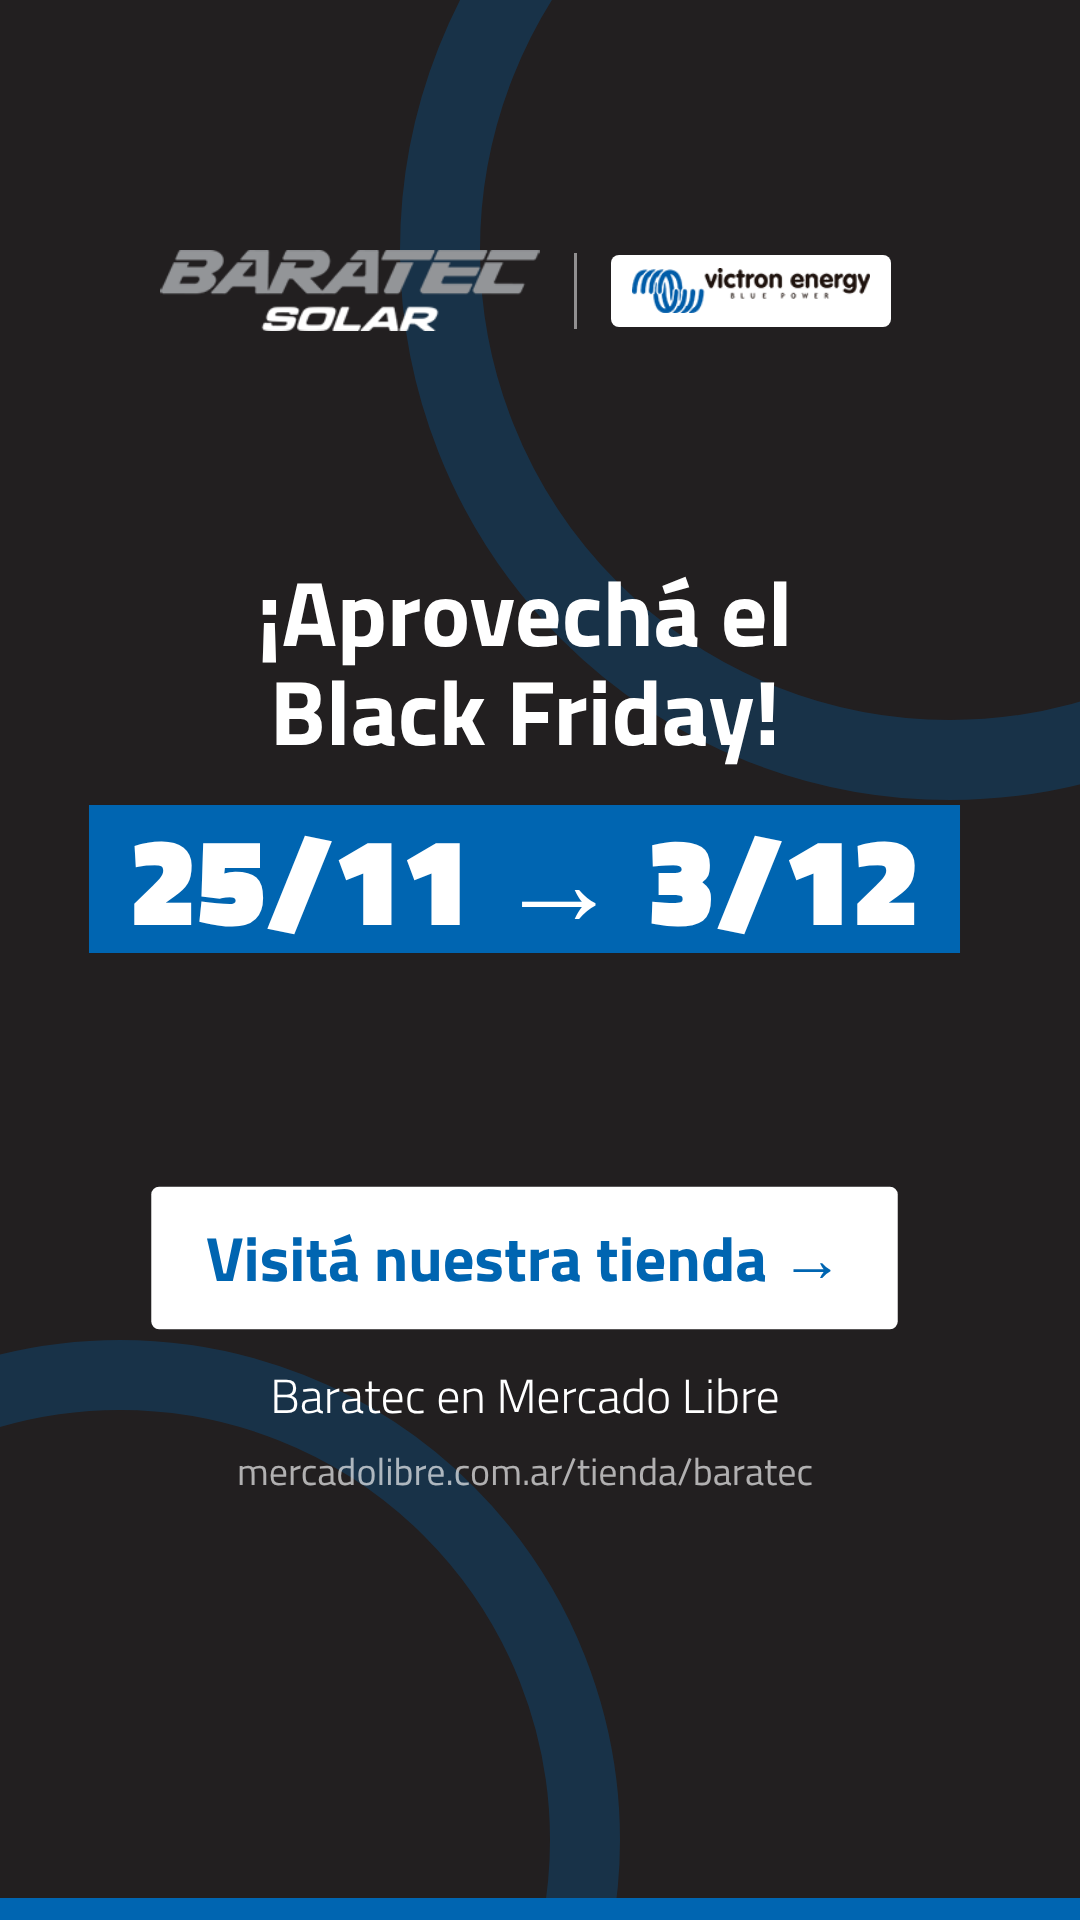 BARATEC
SOLAR
victron energy
BLUE POWER
¡Aprovechá el
Black Friday!
25/11 → 3/12
Visitá nuestra tienda →
Baratec en Mercado Libre
mercadolibre.com.ar/tienda/baratec